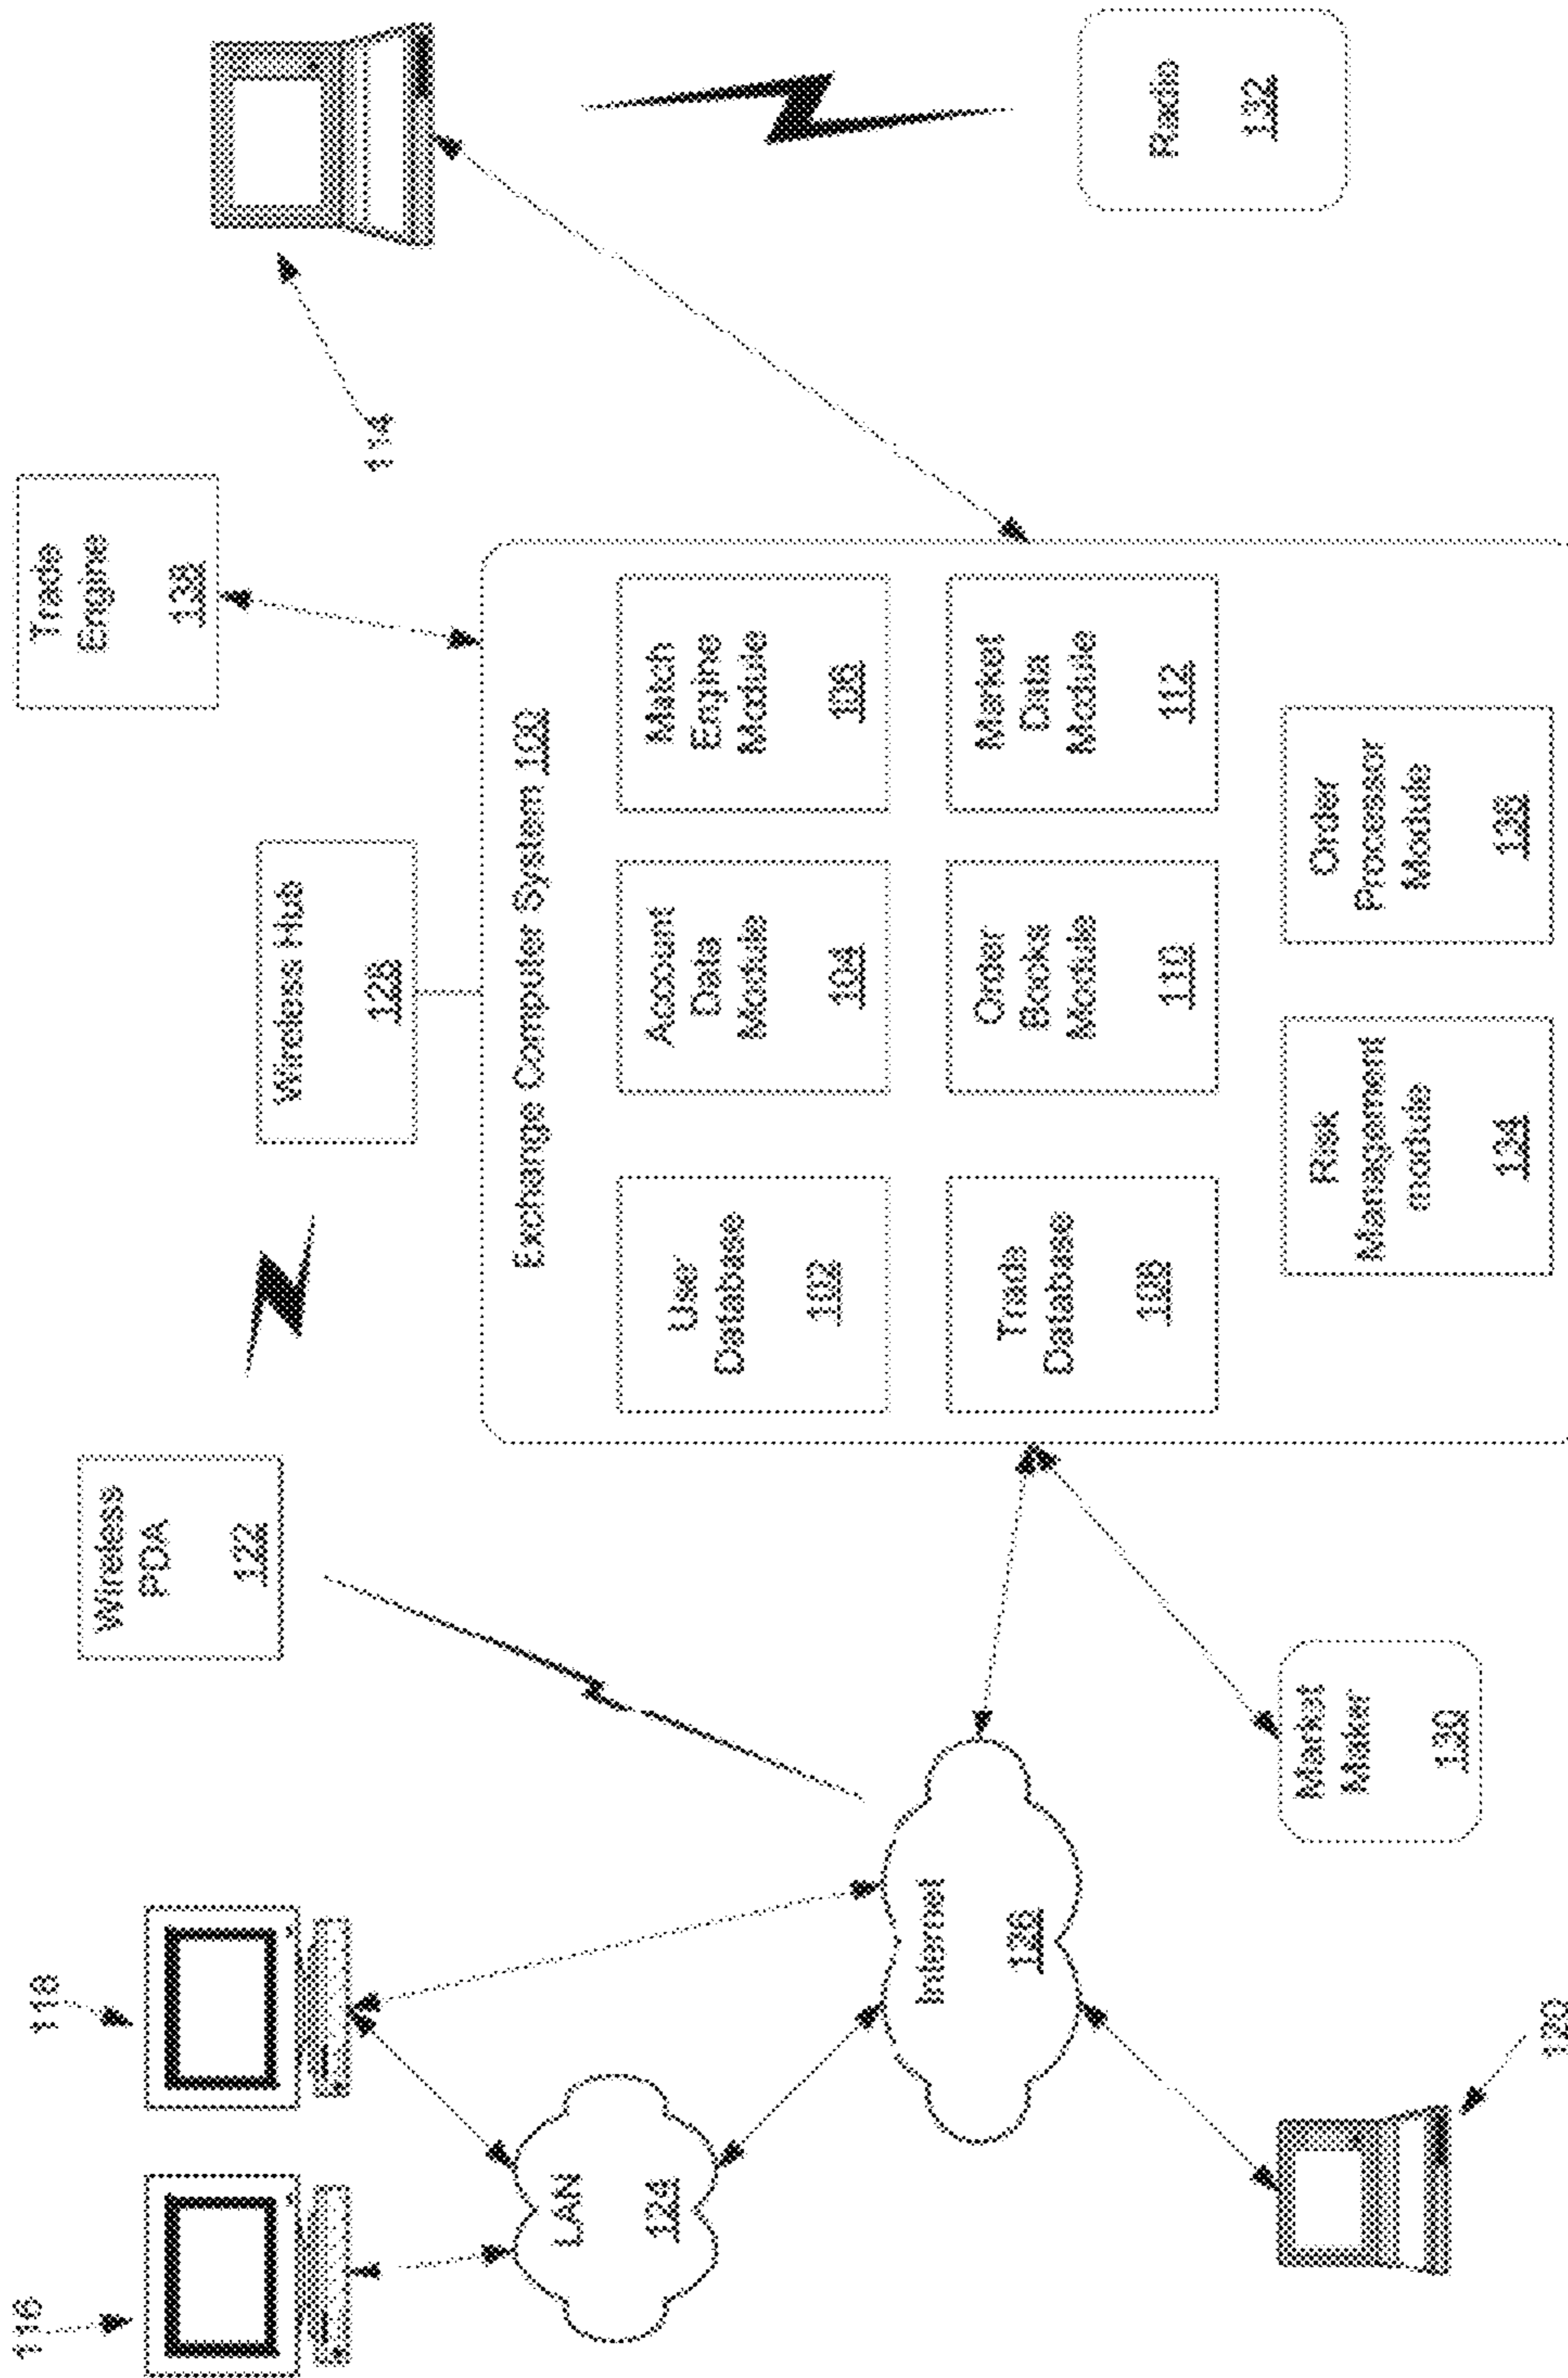 116
118
Wireless
PDA
122
Wireless Hub
128
Trade
Engine
138
114
Exchange Computer System 100
LAN
124
User
Database
102
Account
Data
Module
104
Match
Engine
Module
106
Internet
126
Trade
Database
108
Order
Books
Module
110
Market
Data
Module
112
Radio
132
Market
Maker
130
Risk
Management
module
134
Order
Processor
Module
136
120